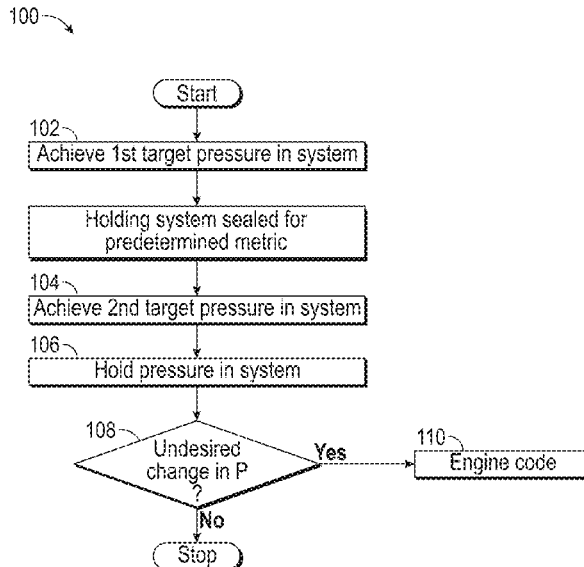 100
Start
102
Achieve 1st target pressure in system
Holding system sealed for
predetermined metric
104
Achieve 2nd target pressure in system
106
Hold pressure in system
108
Undesired
change in P
?
Yes
110
Engine code
No
Stop